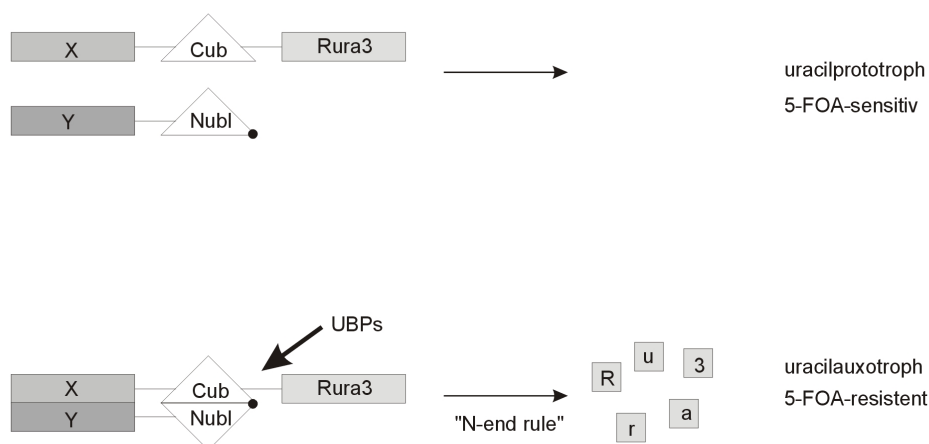 X Cub Rura3
uracilprototroph
Y Nubl
5-FOA-sensitiv
UBPs
X Cub Rura3
Y Nubl
"N-end rule"
R u 3
r a
uracilauxotroph
5-FOA-resistent